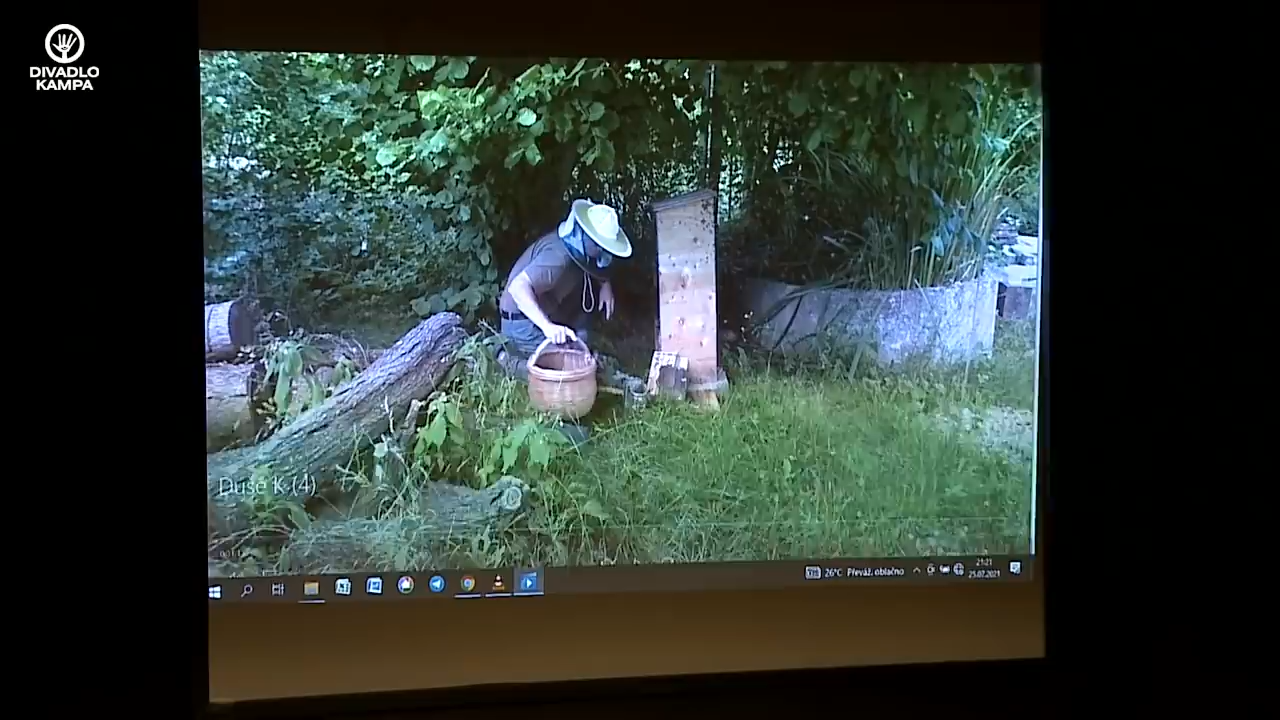 DIVADLO
KAMPA
Duše K (4)
26°C Převáž. oblačno
21:21
25.07.2021